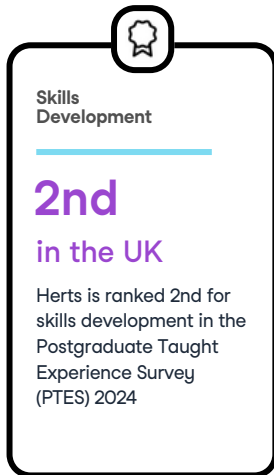 Skills
Development
2nd
in the UK
Herts is ranked 2nd for
skills development in the
Postgraduate Taught
Experience Survey
(PTES) 2024